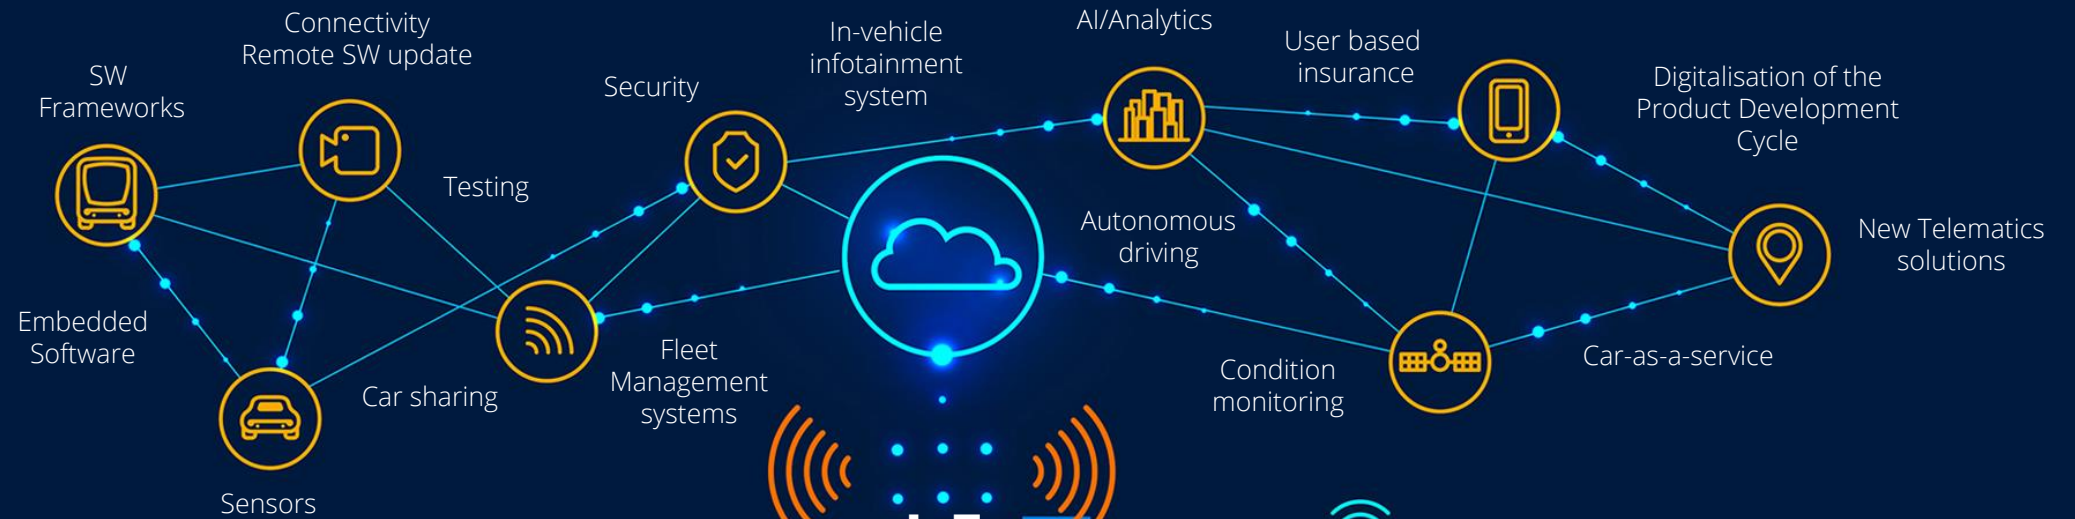 Connectivity
Remote SW update
SW
Frameworks
Security
In-vehicle
infotainment
system
AI/Analytics
User based
insurance
Digitalisation of the
Product Development
Cycle
Testing
Autonomous
driving
New Telematics
solutions
Embedded
Software
Car sharing
Fleet
Management
systems
Condition
monitoring
Car-as-a-service
Sensors